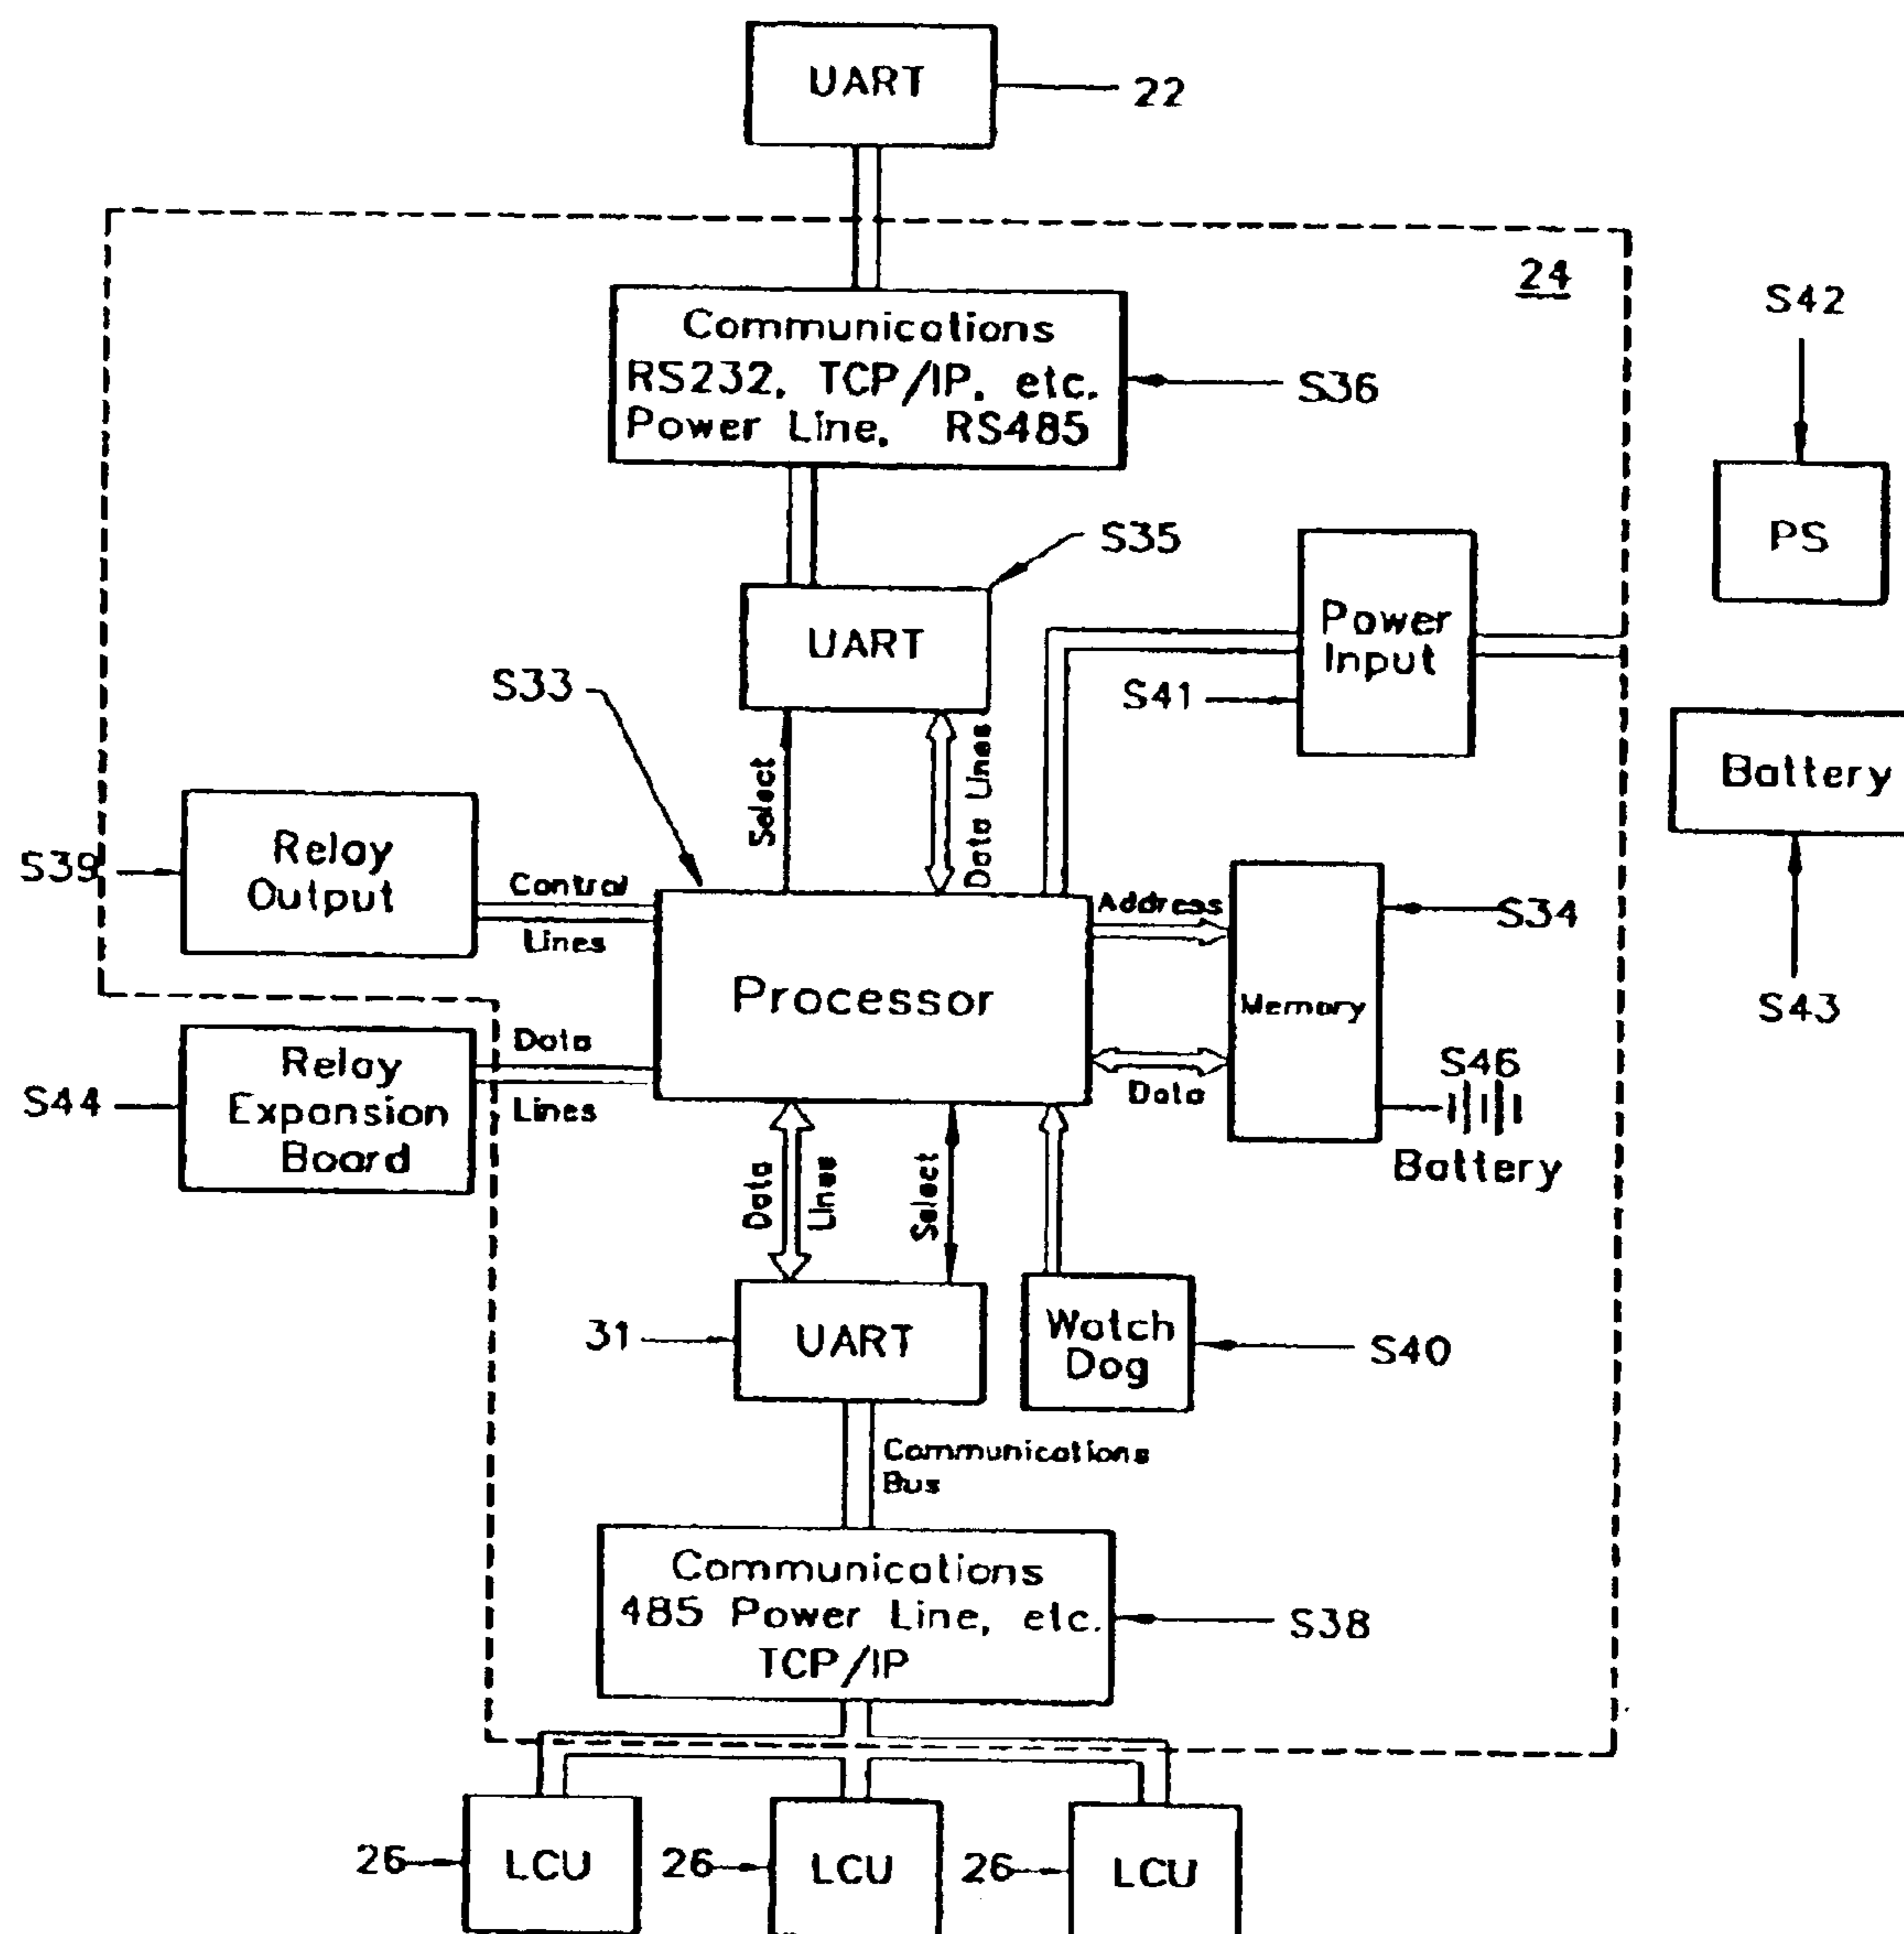 UART
22
24
Communications
RS232, TCP/IP, etc.
Power Line, RS485
S36
S42
PS
S35
UART
Power
Input
S41
S33
Select
Data Lines
Battery
S43
Relay
Output
S39
Control
Lines
Processor
Address
Memory
S34
Data
S46
Battery
Relay
Expansion
Board
S44
Data
Lines
Data
Lines
Select
31
UART
Watch
Dog
S40
Communications
Bus
Communications
485 Power Line, etc.
TCP/IP
S38
26
LCU
26
LCU
26
LCU